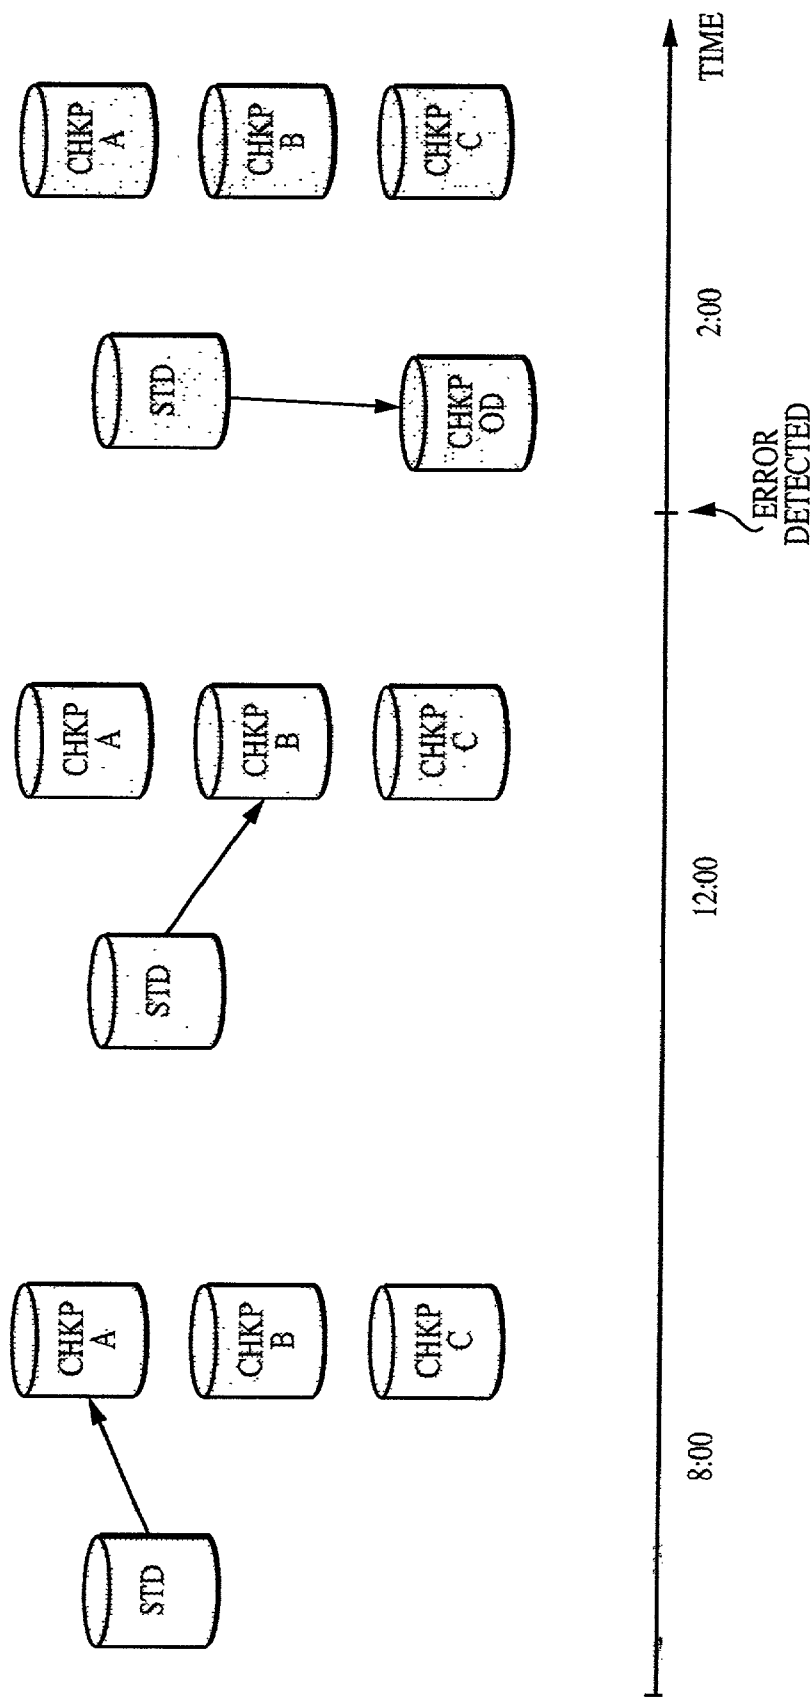 STD
CHKP
A
CHKP
B
CHKP
C
STD
CHKP
A
CHKP
B
CHKP
C
STD
CHKP
OD
CHKP
A
CHKP
B
CHKP
C
8:00
12:00
2:00
TIME
ERROR
DETECTED